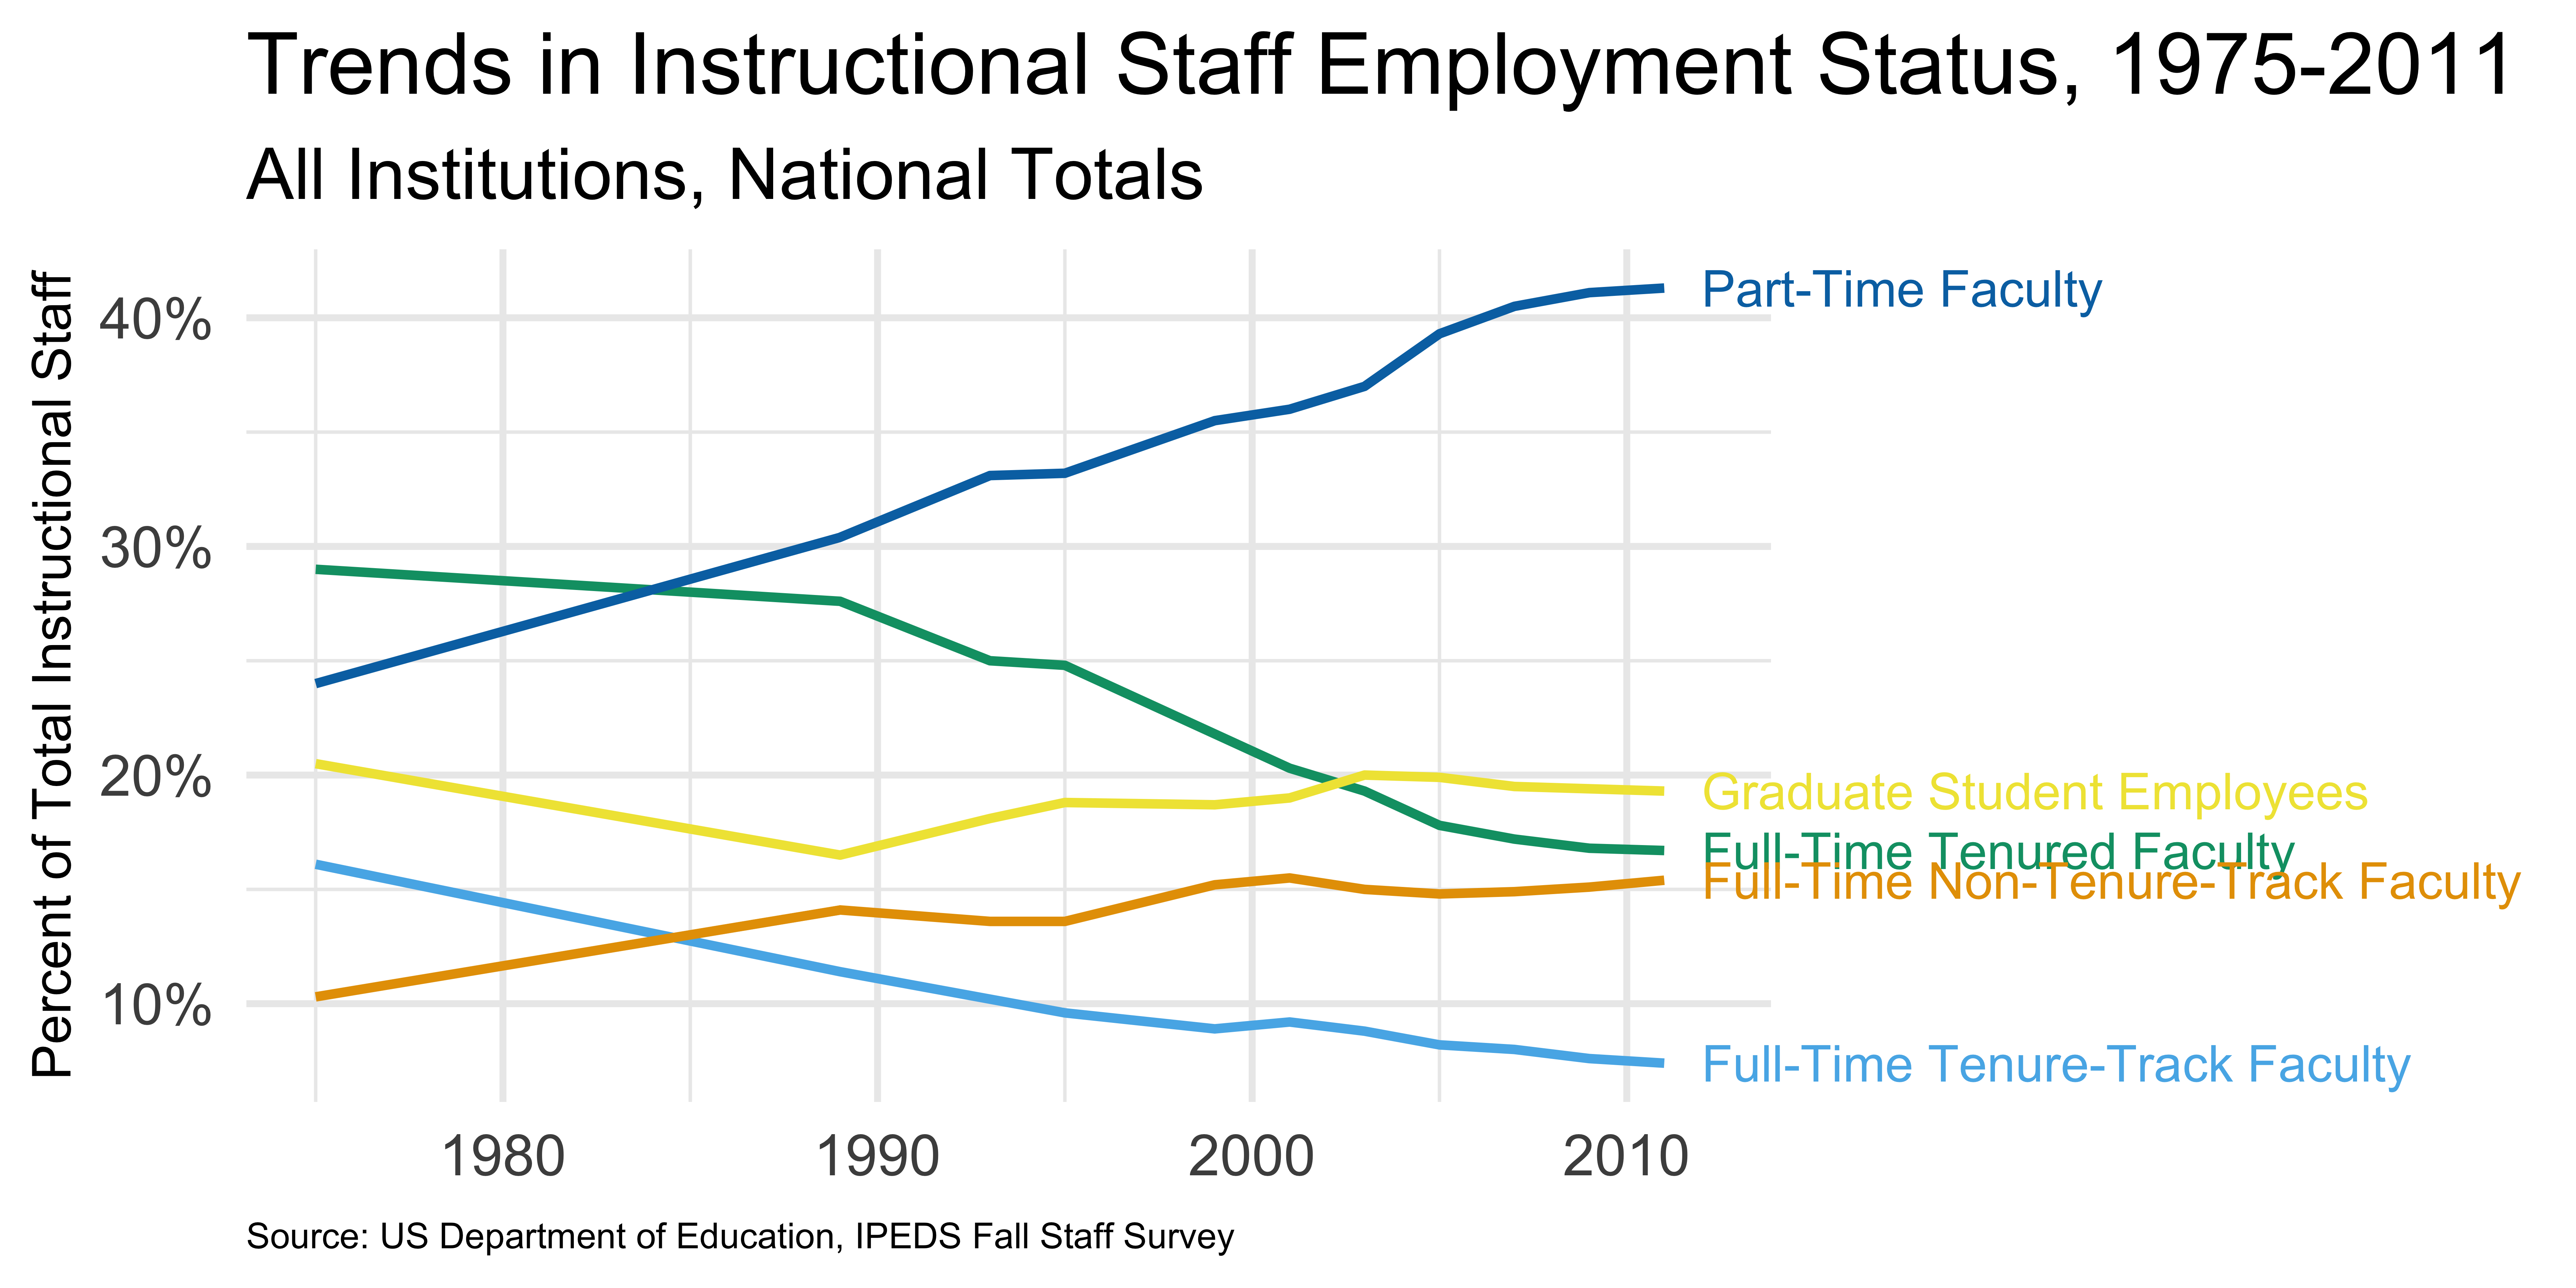 Trends in Instructional Staff Employment Status, 1975-2011
All Institutions, National Totals
Percent of Total Instructional Staff
40%
30%
20%
10%
Part-Time Faculty
Graduate Student Employees
Full-Time Tenured Faculty
Full-Time Non-Tenure-Track Faculty
Full-Time Tenure-Track Faculty
1980
1990
2000
2010
Source: US Department of Education, IPEDS Fall Staff Survey